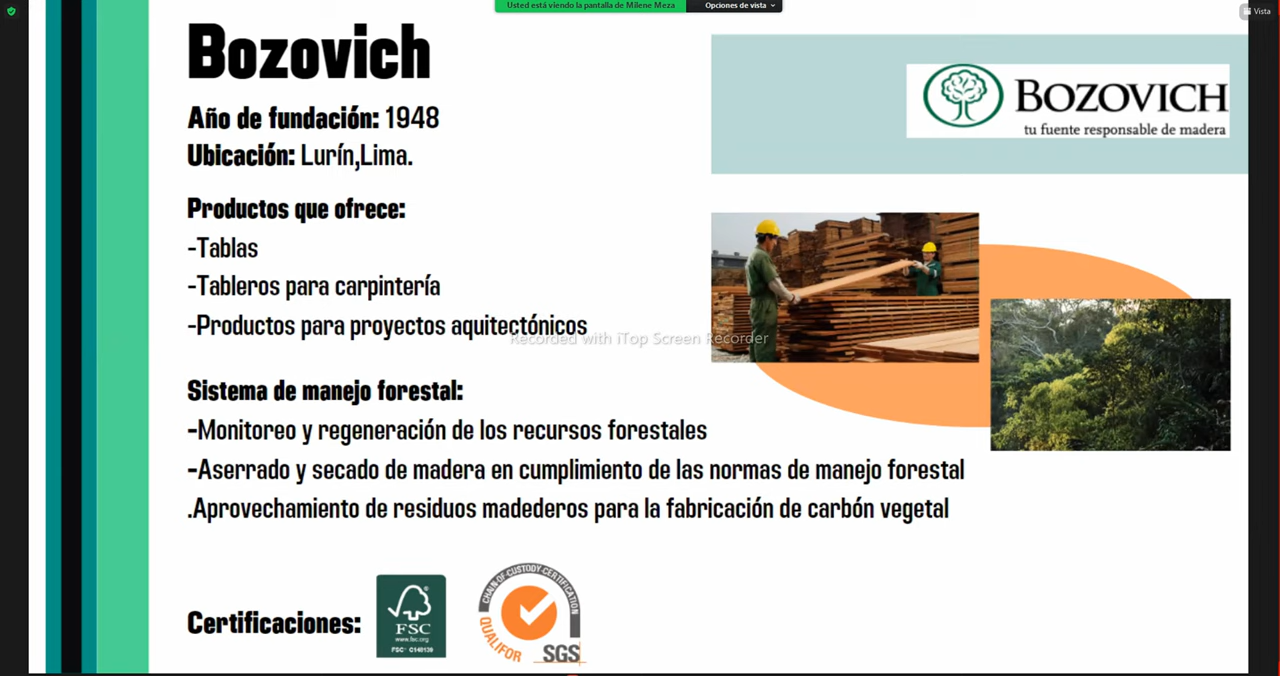 Usted está viendo la pantalla de Milene Meza
Opciones de vista
Vista
Bozovich
Año de fundación: 1948
Ubicación: Lurín,Lima.
BOZOVICH
tu fuente responsable de madera
Productos que ofrece:
-Tablas
-Tableros para carpintería
-Productos para proyectos aquitectónicos
Recorded with iTop Screen Recorder
Sistema de manejo forestal:
-Monitoreo y regeneración de los recursos forestales
-Aserrado y secado de madera en cumplimiento de las normas de manejo forestal
.Aprovechamiento de residuos madederos para la fabricación de carbón vegetal
Certificaciones:
FSC
www.fsc.org
FSC® C140130
CHAIN-OF-CUSTODY-CERTIFICATION
QUALIFOR
SGS